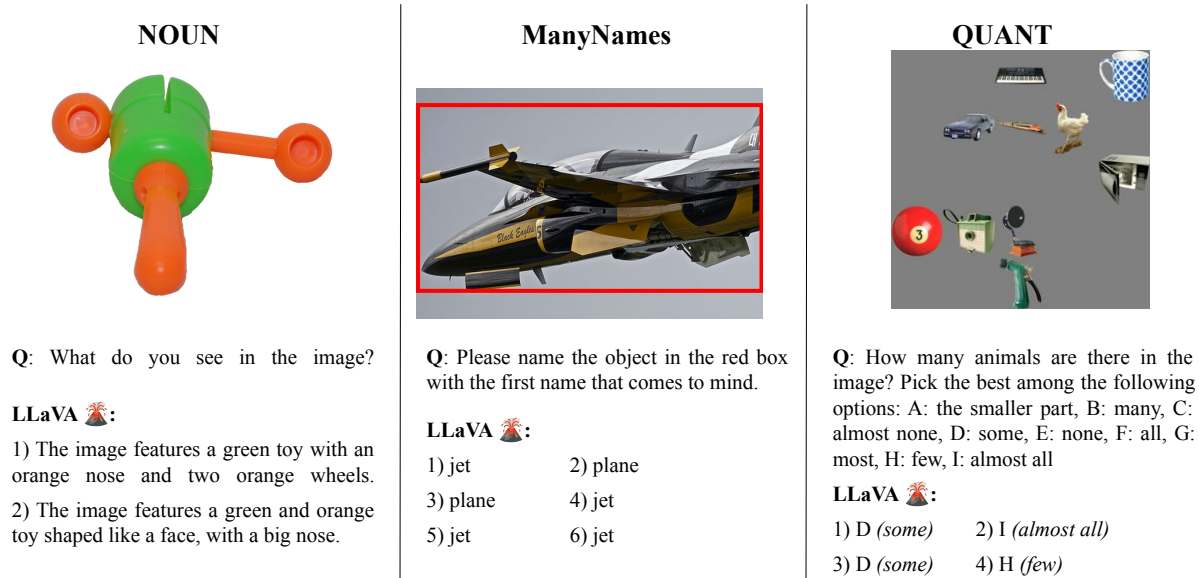 NOUN
Q: What do you see in the image?
LLaVA 🌋:
1) The image features a green toy with an
orange nose and two orange wheels.
2) The image features a green and orange
toy shaped like a face, with a big nose.
ManyNames
Black Eagles 5
Q: Please name the object in the red box
with the first name that comes to mind.
LLaVA 🌋:
1) jet 2) plane
3) plane 4) jet
5) jet 6) jet
QUANT
3
Q: How many animals are there in the
image? Pick the best among the following
options: A: the smaller part, B: many, C:
almost none, D: some, E: none, F: all, G:
most, H: few, I: almost all
LLaVA 🌋:
1) D (some) 2) I (almost all)
3) D (some) 4) H (few)